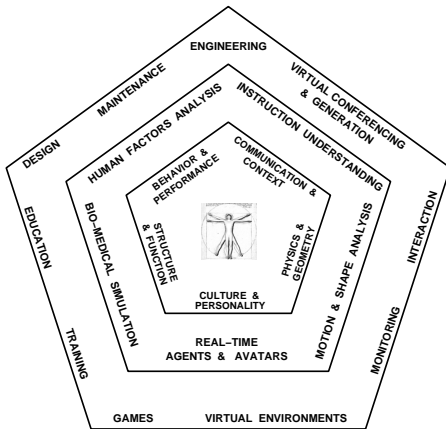 ENGINEERING
MAINTENANCE
DESIGN
VIRTUAL CONFERENCING
& GENERATION
HUMAN FACTORS ANALYSIS
INSTRUCTION UNDERSTANDING
BEHAVIOR &
PERFORMANCE
COMMUNICATION &
CONTEXT
EDUCATION
BIO–MEDICAL SIMULATION
STRUCTURE
& FUNCTION
PHYSICS &
GEOMETRY
MOTION & SHAPE ANALYSIS
INTERACTION
CULTURE &
PERSONALITY
TRAINING
REAL–TIME
AGENTS & AVATARS
MONITORING
GAMES
VIRTUAL ENVIRONMENTS